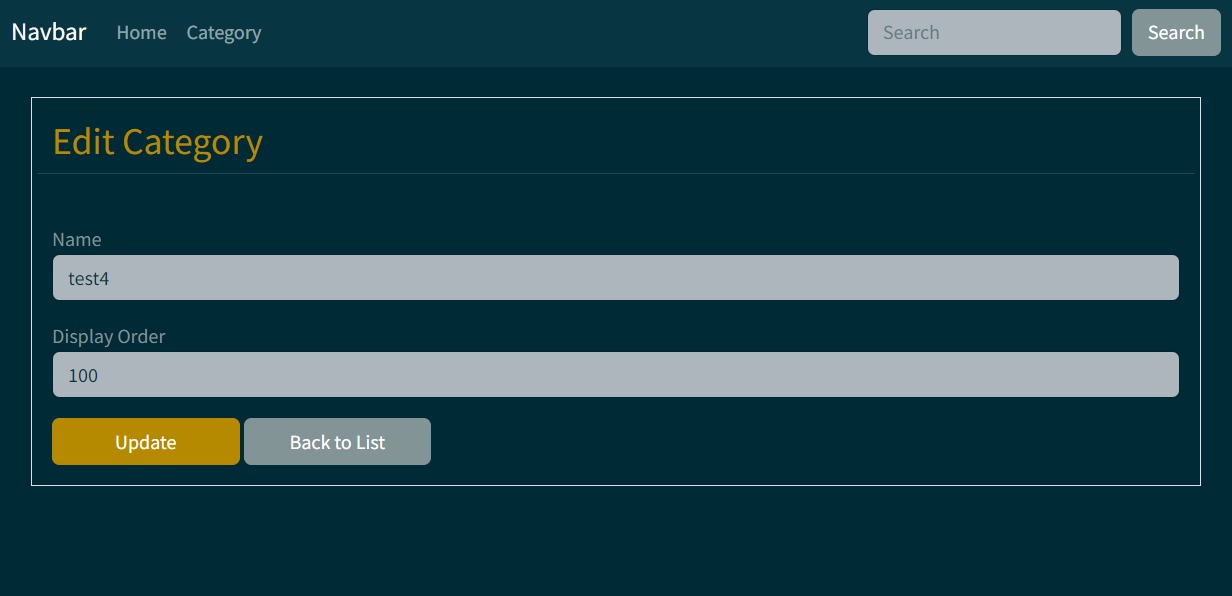 Navbar Home Category Search Search
Edit Category
Name
test4
Display Order
100
Update Back to List